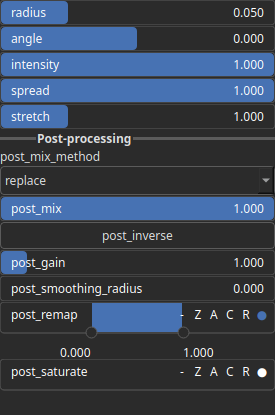 radius 0.050
angle 0.000
intensity 1.000
spread 1.000
stretch 1.000
Post-processing
post_mix_method
replace
post_mix 1.000
post_inverse
post_gain 1.000
post_smoothing_radius 0.000
post_remap - Z A C R
0.000 1.000
post_saturate - Z A C R